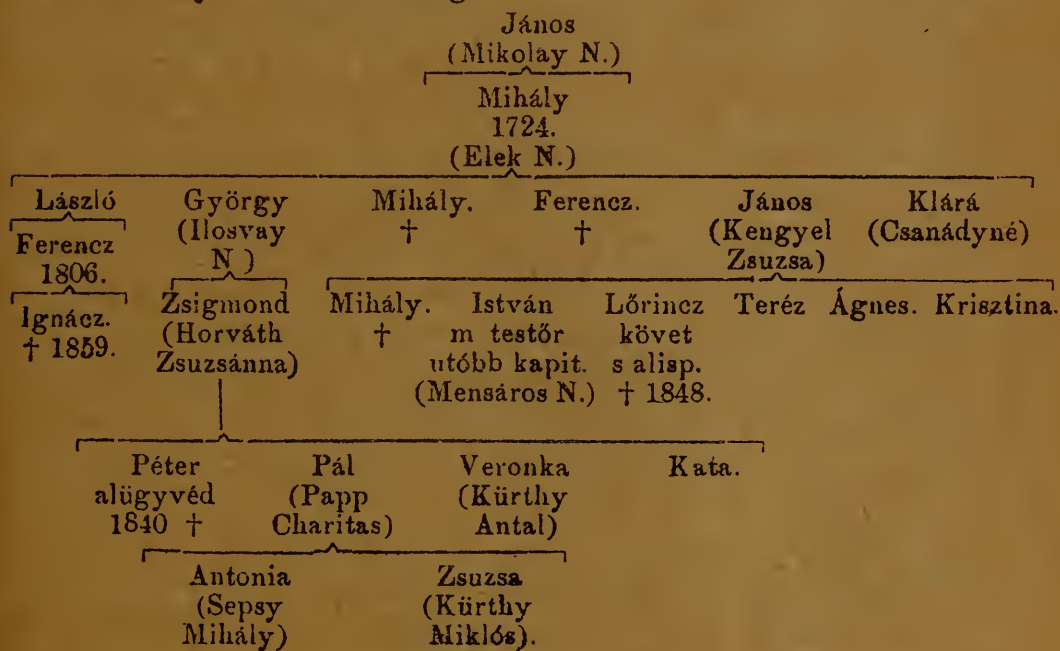 János
(Mikolay N.)
Mihály
1724.
(Elek N.)
László György Mihály. Ferencz. János Klárá
(Ilosvay † † (Kengyel (Csanádyné)
Ferencz N ) Zsuzsa)
1806.
Zsigmond Mihály. István Lőrincz Teréz Ágnes. Krisztina.
Ignácz. (Horváth † m testőr követ
† 1859. Zsuzsánna) utóbb kapit. s alisp.
(Mensáros N.) † 1848.
Péter Pál Veronka Kata.
alügyvéd (Papp (Kürthy
1840 † Charitas) Antal)
Antonia Zsuzsa
(Sepsy (Kürthy
Mihály) Miklós).